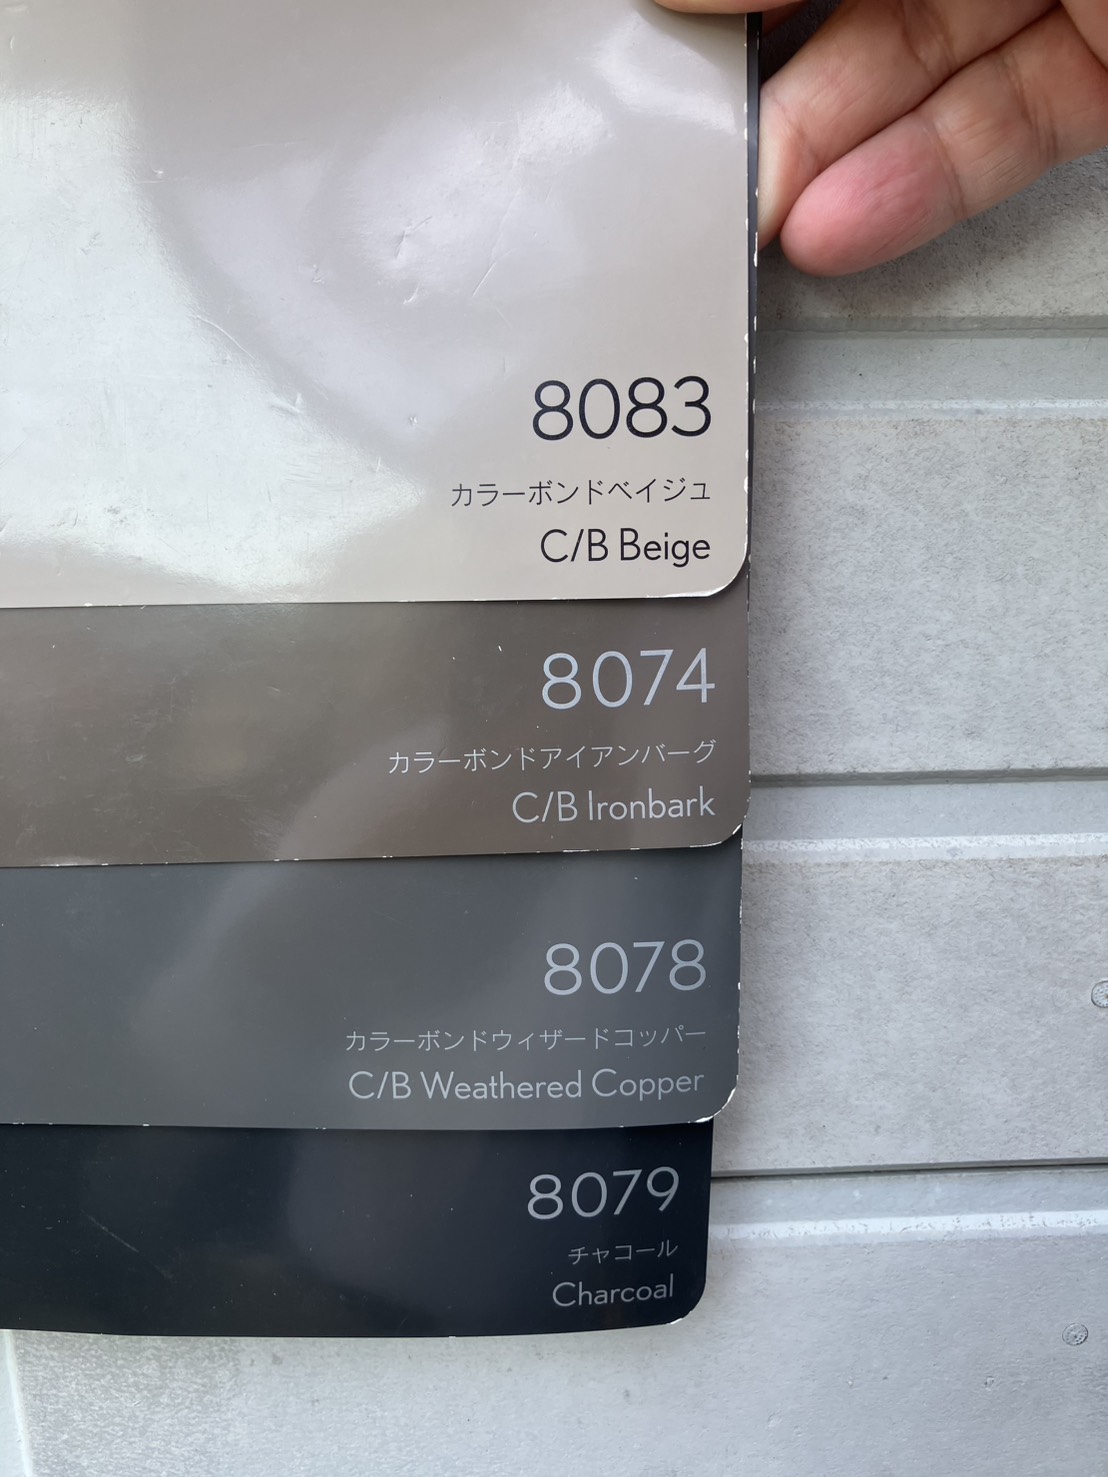 8083
カラーボンドベイジュ
C/B Beige
8074
カラーボンドアイアンバーグ
C/B Ironbark
8078
カラーボンドウィザードコッパー
C/B Weathered Copper
8079
チャコール
Charcoal